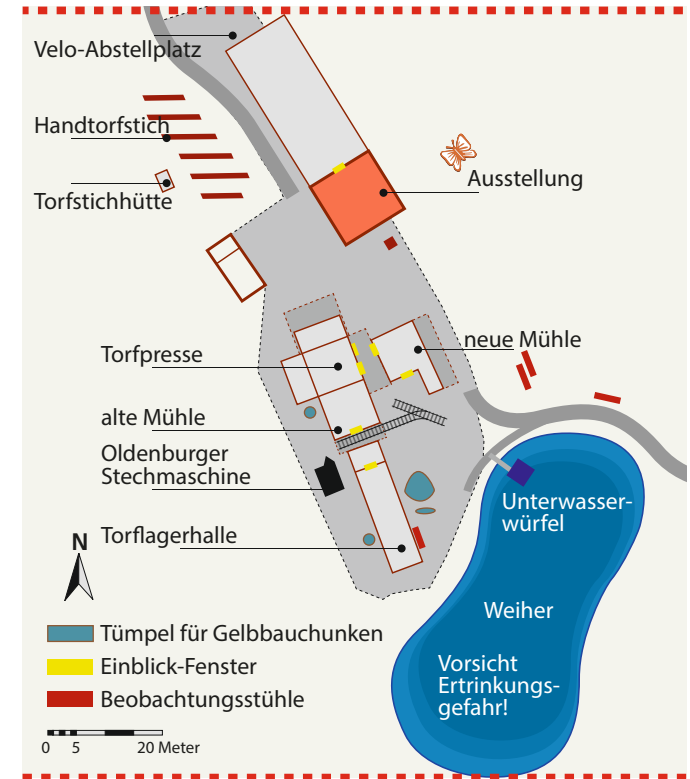 Velo-Abstellplatz
Handtorfstich
Torfstichhütte
Ausstellung
Torfpresse
neue Mühle
alte Mühle
Oldenburger
Stechmaschine
Unterwasser-
würfel
Torflagerhalle
N
Weiher
Tümpel für Gelbbauchunken
Einblick-Fenster
Beobachtungsstühle
Vorsicht
Ertrinkungs-
gefahr!
0 5 20 Meter